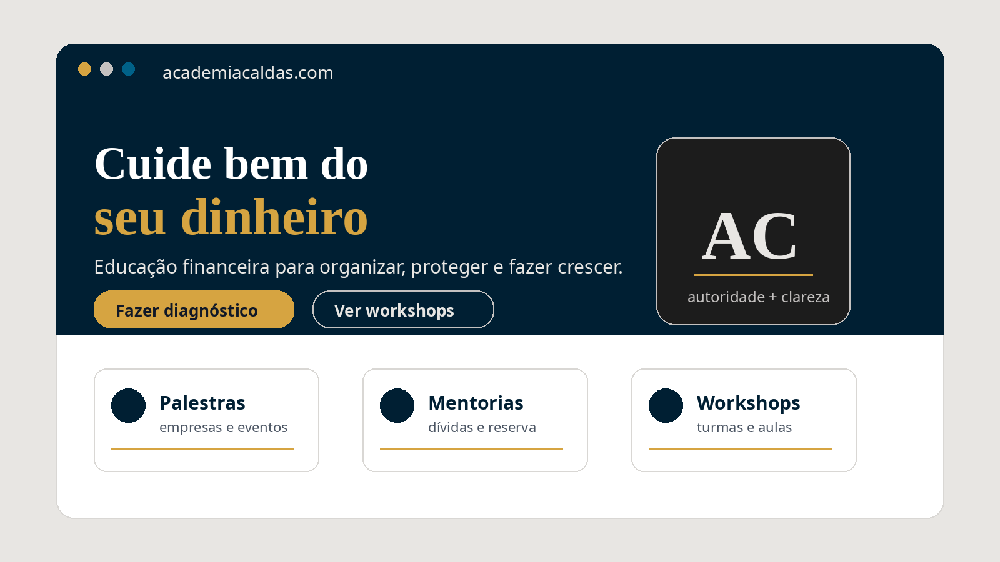 academiacaldas.com
Cuide bem do
seu dinheiro
Educação financeira para organizar, proteger e fazer crescer.
Fazer diagnóstico
Ver workshops
AC
autoridade + clareza
Palestras
empresas e eventos
Mentorias
dívidas e reserva
Workshops
turmas e aulas